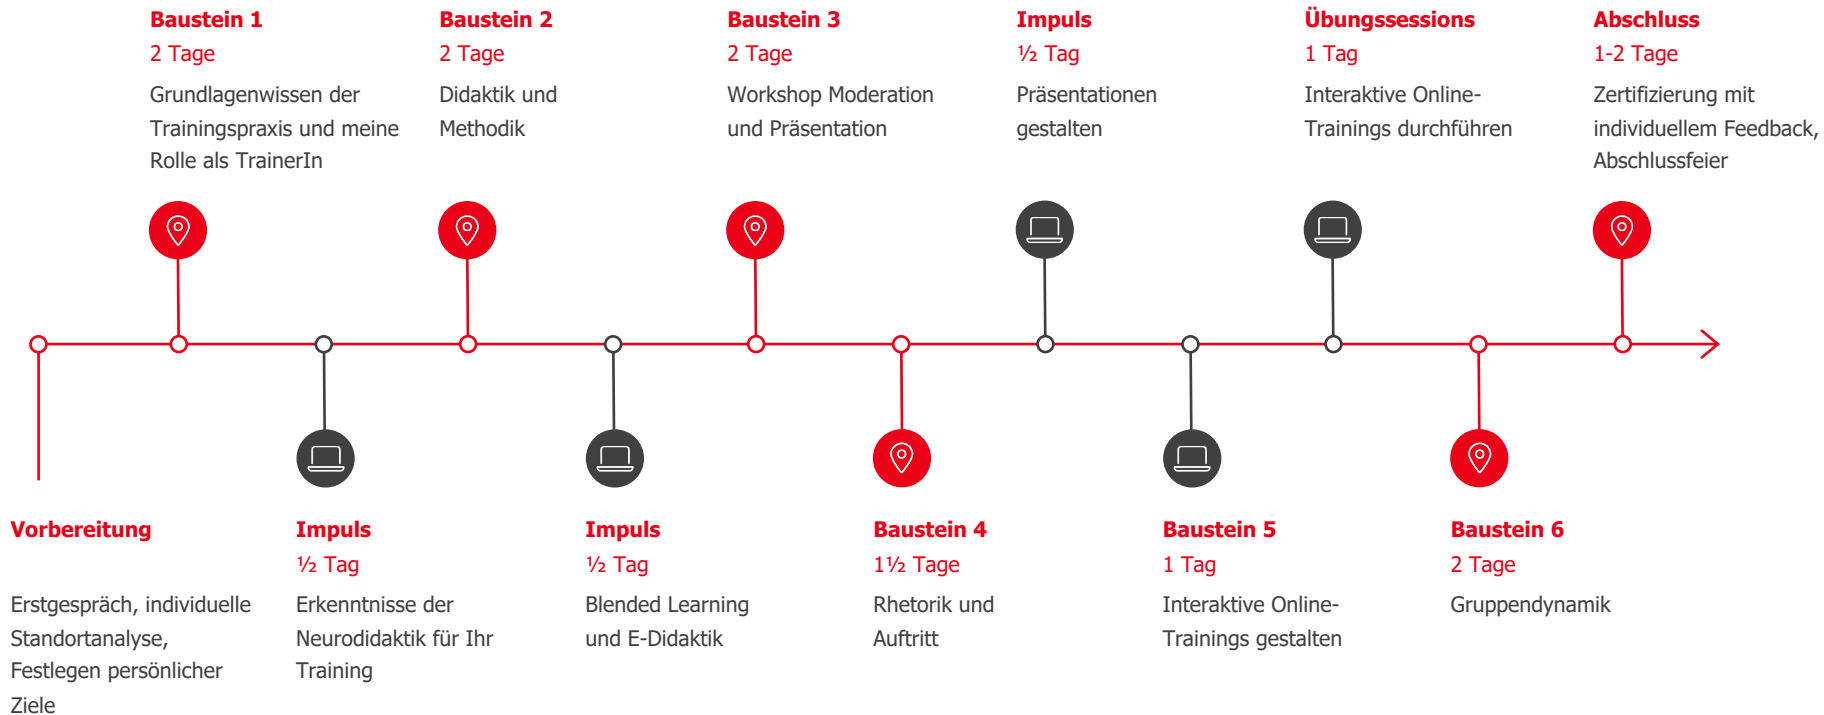 Baustein 1
2 Tage
Grundlagenwissen der
Trainingspraxis und meine
Rolle als TrainerIn
Baustein 2
2 Tage
Didaktik und
Methodik
Baustein 3
2 Tage
Workshop Moderation
und Präsentation
Impuls
½ Tag
Präsentationen
gestalten
Übungssessions
1 Tag
Interaktive Online-
Trainings durchführen
Abschluss
1-2 Tage
Zertifizierung mit
individuellem Feedback,
Abschlussfeier
Vorbereitung
Erstgespräch, individuelle
Standortanalyse,
Festlegen persönlicher
Ziele
Impuls
½ Tag
Erkenntnisse der
Neurodidaktik für Ihr
Training
Impuls
½ Tag
Blended Learning
und E-Didaktik
Baustein 4
1½ Tage
Rhetorik und
Auftritt
Baustein 5
1 Tag
Interaktive Online-
Trainings gestalten
Baustein 6
2 Tage
Gruppendynamik